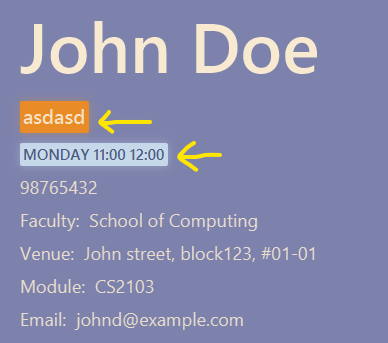 John Doe
asdasd
MONDAY 11:00 12:00
98765432
Faculty: School of Computing
Venue: John street, block123, #01-01
Module: CS2103
Email: johnd@example.com